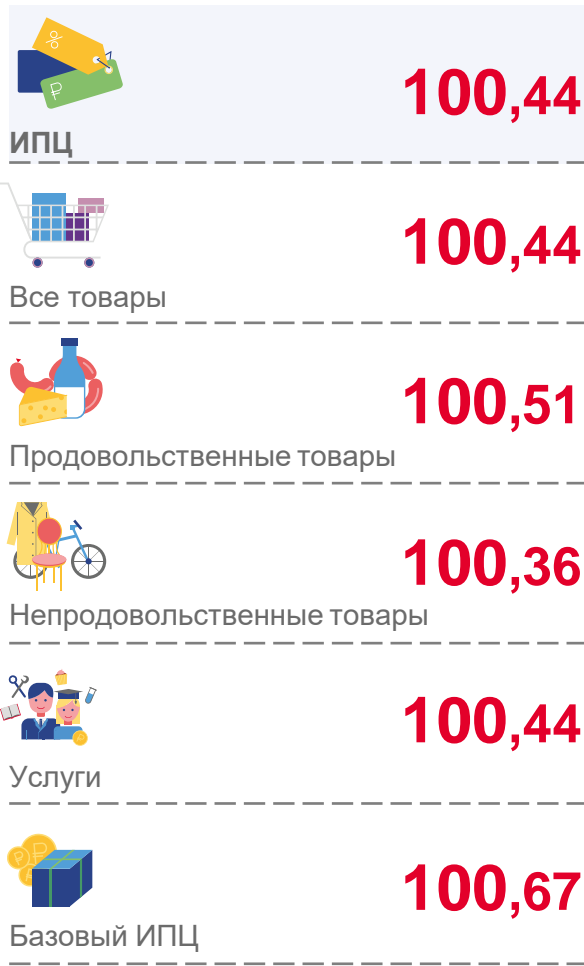 %
₽
100,44
ИПЦ
100,44
Все товары
100,51
Продовольственные товары
100,36
Непродовольственные товары
100,44
Услуги
₽
₽
100,67
Базовый ИПЦ